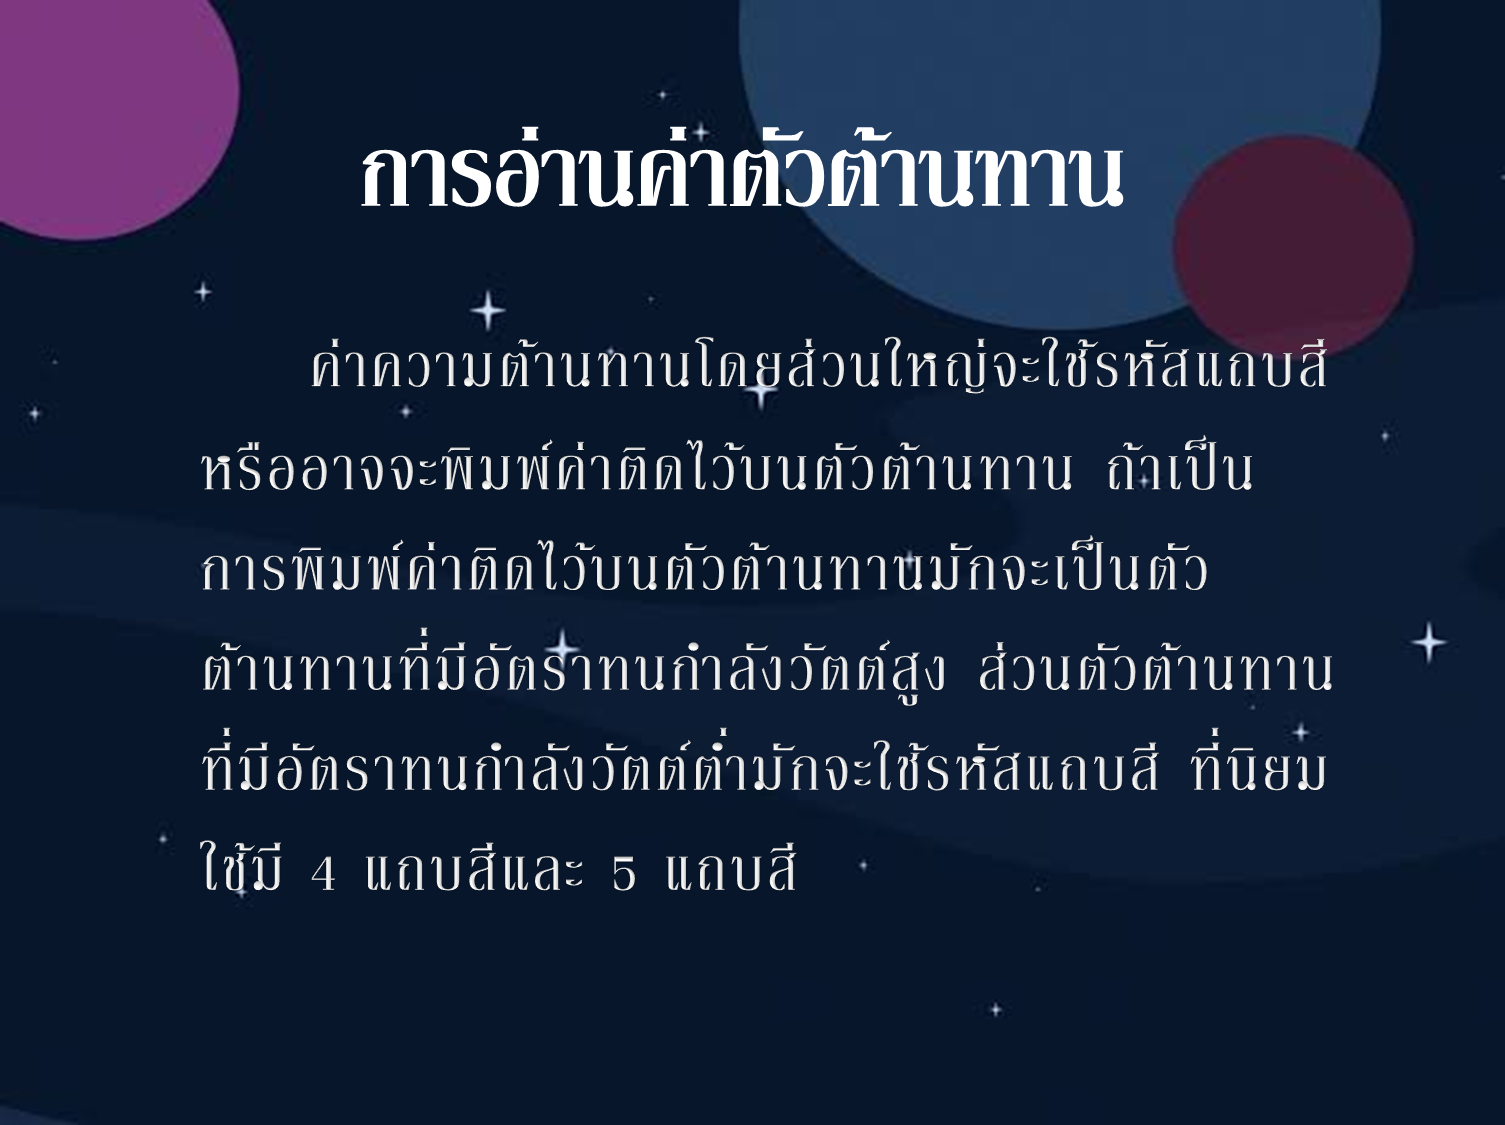 การอ่านค่าตัวต้านทาน
ค่าความต้านทานโดยส่วนใหญ่จะใช้รหัสแถบสี
หรืออาจจะพิมพ์ค่าติดไว้บนตัวต้านทาน ถ้าเป็น
การพิมพ์ค่าติดไว้บนตัวต้านทานมักจะเป็นตัว
ต้านทานที่มีอัตราทนกำลังวัตต์สูง ส่วนตัวต้านทาน
ที่มีอัตราทนกำลังวัตต์ต่ำมักจะใช้รหัสแถบสี ที่นิยม
ใช้มี 4 แถบสีและ 5 แถบสี